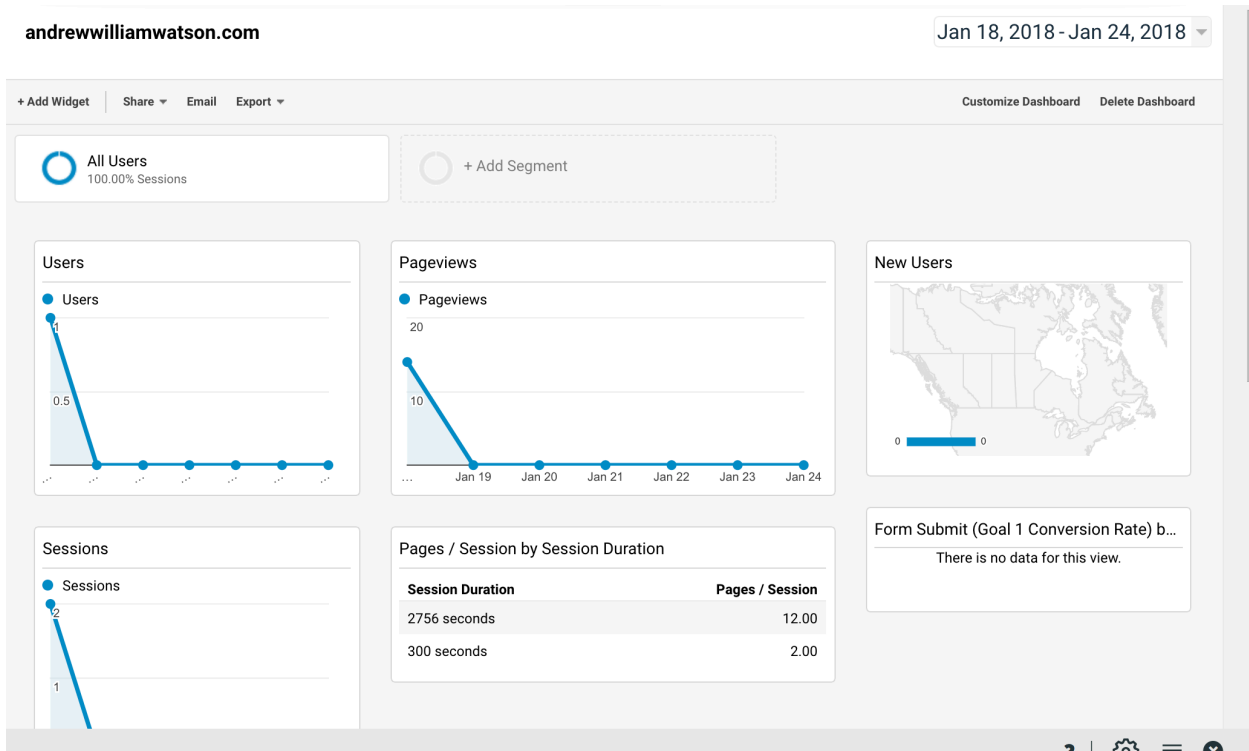 andrewwilliamwatson.com
Jan 18, 2018 - Jan 24, 2018
+ Add Widget
Share
Email
Export
Customize Dashboard
Delete Dashboard
All Users
100.00% Sessions
+ Add Segment
Users
Users
1
0.5
Pageviews
Pageviews
20
10
... Jan 19 Jan 20 Jan 21 Jan 22 Jan 23 Jan 24
New Users
0 0
Form Submit (Goal 1 Conversion Rate) b...
There is no data for this view.
Sessions
Sessions
2
1
Pages / Session by Session Duration
Session Duration Pages / Session
2756 seconds 12.00
300 seconds 2.00